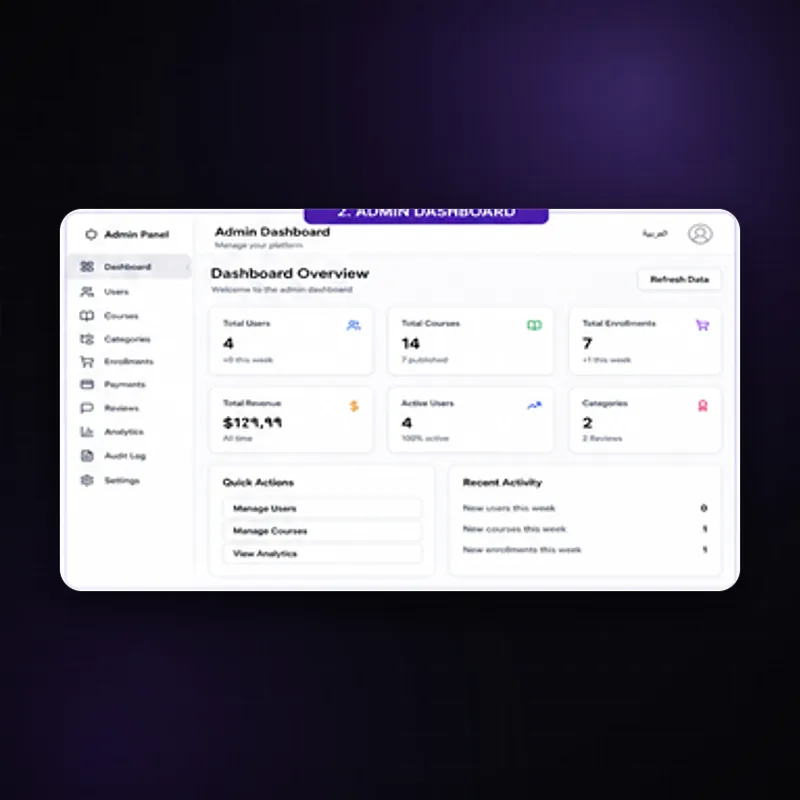 2. ADMIN DASHBOARD
Admin Panel
Admin Dashboard
Manage your platform
العربية
Dashboard
Users
Courses
Categories
Enrollments
Payments
Reviews
Analytics
Audit Log
Settings
Dashboard Overview
Welcome to the admin dashboard
Refresh Data
Total Users
4
+0 this week
Total Courses
14
7 published
Total Enrollments
7
+1 this week
Total Revenue
All time
Active Users
4
100% active
Categories
2
2 Reviews
Quick Actions
Manage Users
Manage Courses
View Analytics
Recent Activity
New users this week 0
New courses this week 1
New enrollments this week 1